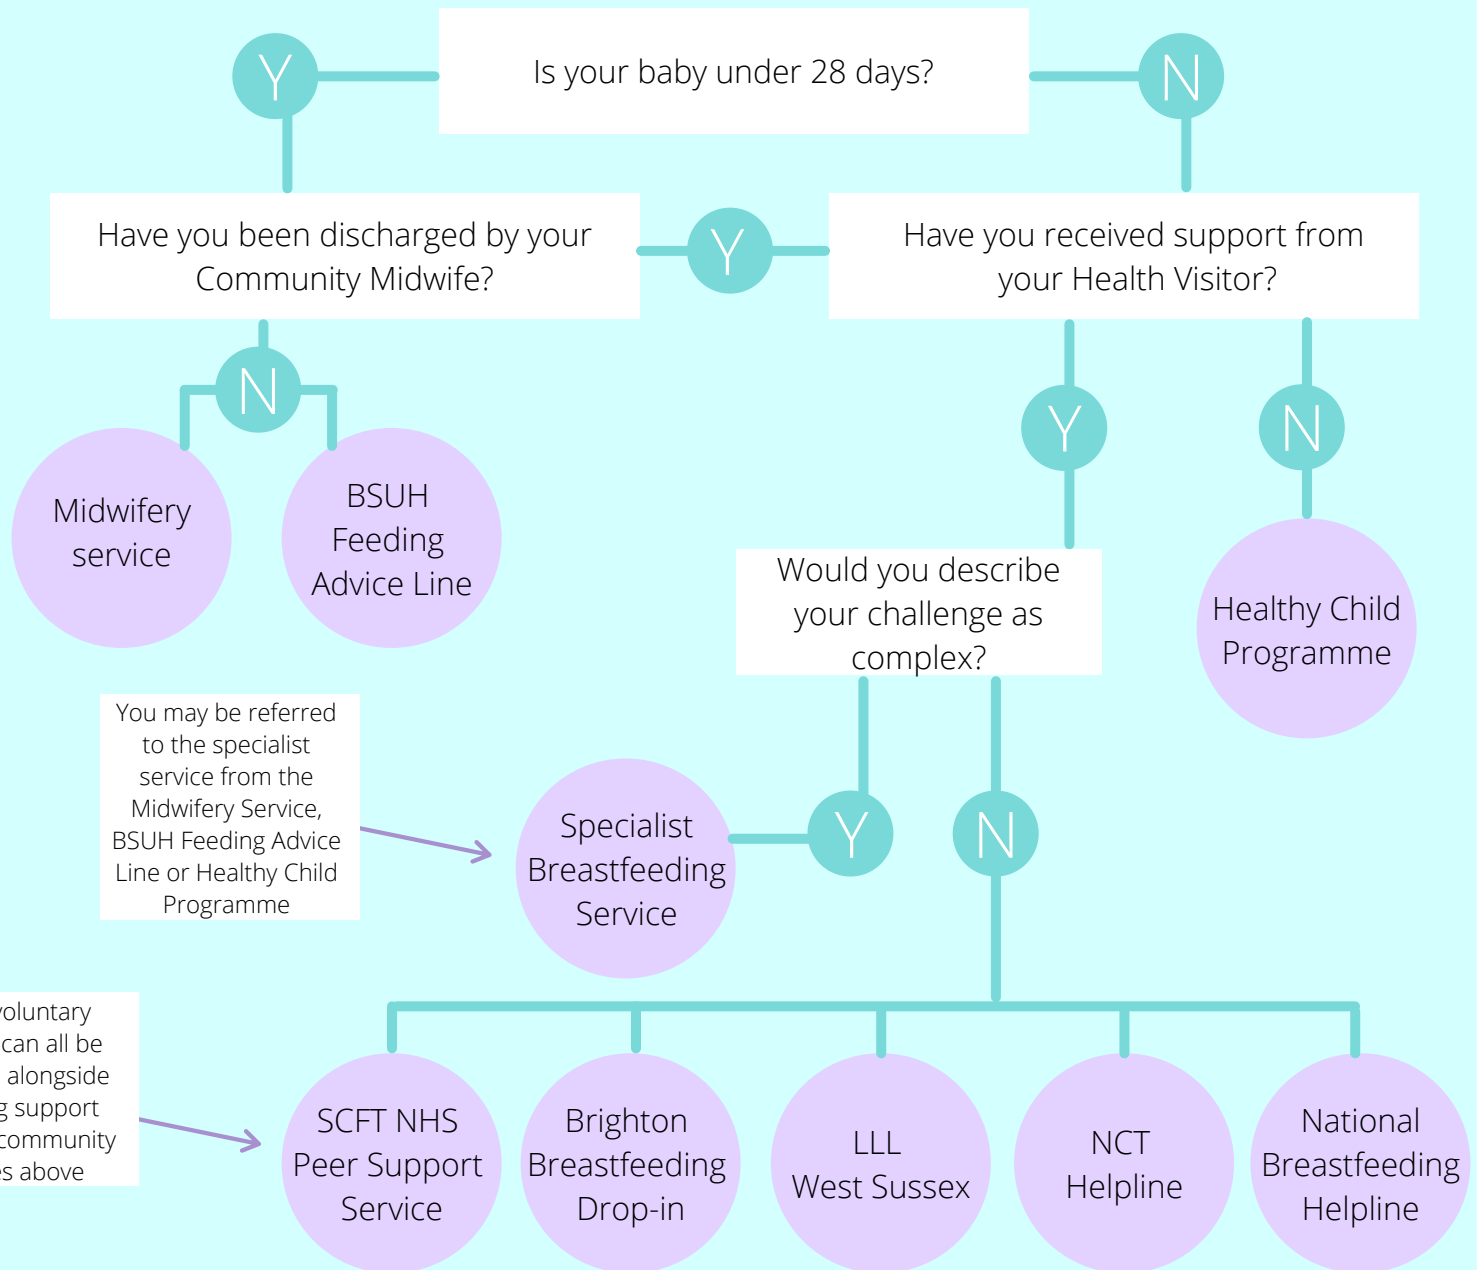 Is your baby under 28 days?
Y
N
Have you been discharged by your
Community Midwife?
Y
Have you received support from
your Health Visitor?
N
Y
N
Midwifery
service
BSUH
Feeding
Advice Line
Would you describe
your challenge as
complex?
Healthy Child
Programme
You may be referred
to the specialist
service from the
Midwifery Service,
BSUH Feeding Advice
Line or Healthy Child
Programme
Specialist
Breastfeeding
Service
Y
N
voluntary
can all be
alongside
support
community
above
SCFT NHS
Peer Support
Service
Brighton
Breastfeeding
Drop-in
LLL
West Sussex
NCT
Helpline
National
Breastfeeding
Helpline